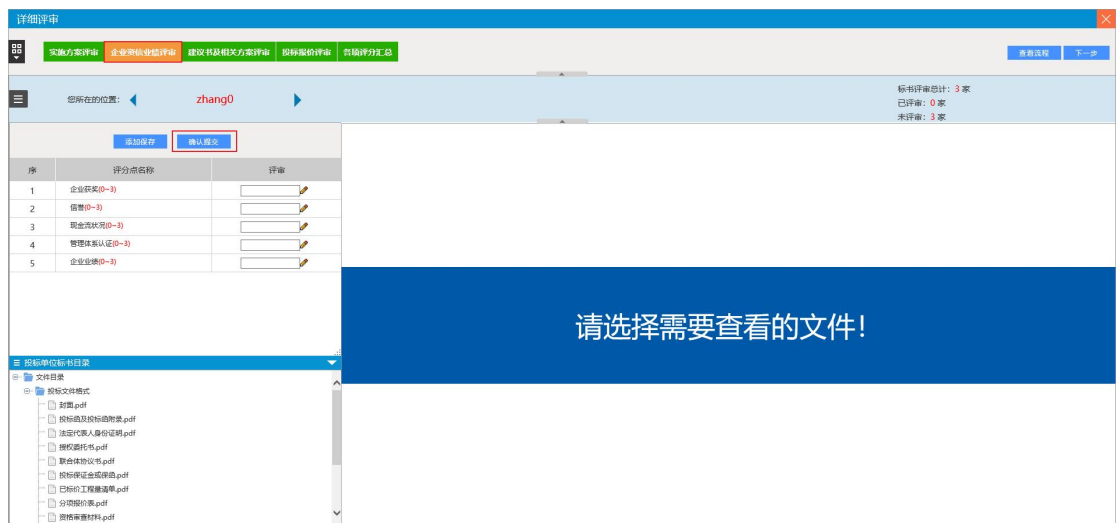 详细评审
实施方案评审 企业资信业绩评审 建议书及相关方案评审 投标报价评审 各项评分汇总
查看流程 下一步
您所在的位置： zhang0
标书评审总计：3 家
已评审：0 家
未评审：3 家
添加保存 确认提交
序 评分点名称 评审
1 企业获奖(0~3)
2 信誉(0~3)
3 现金流状况(0~3)
4 管理体系认证(0~3)
5 企业业绩(0~3)
请选择需要查看的文件!
投标单位标书目录
文件目录
投标文件格式
封面.pdf
投标函及投标函附录.pdf
法定代表人身份证明.pdf
授权委托书.pdf
联合体协议书.pdf
投标保证金或保函.pdf
已标价工程量清单.pdf
分项报价表.pdf
资格审查材料.pdf